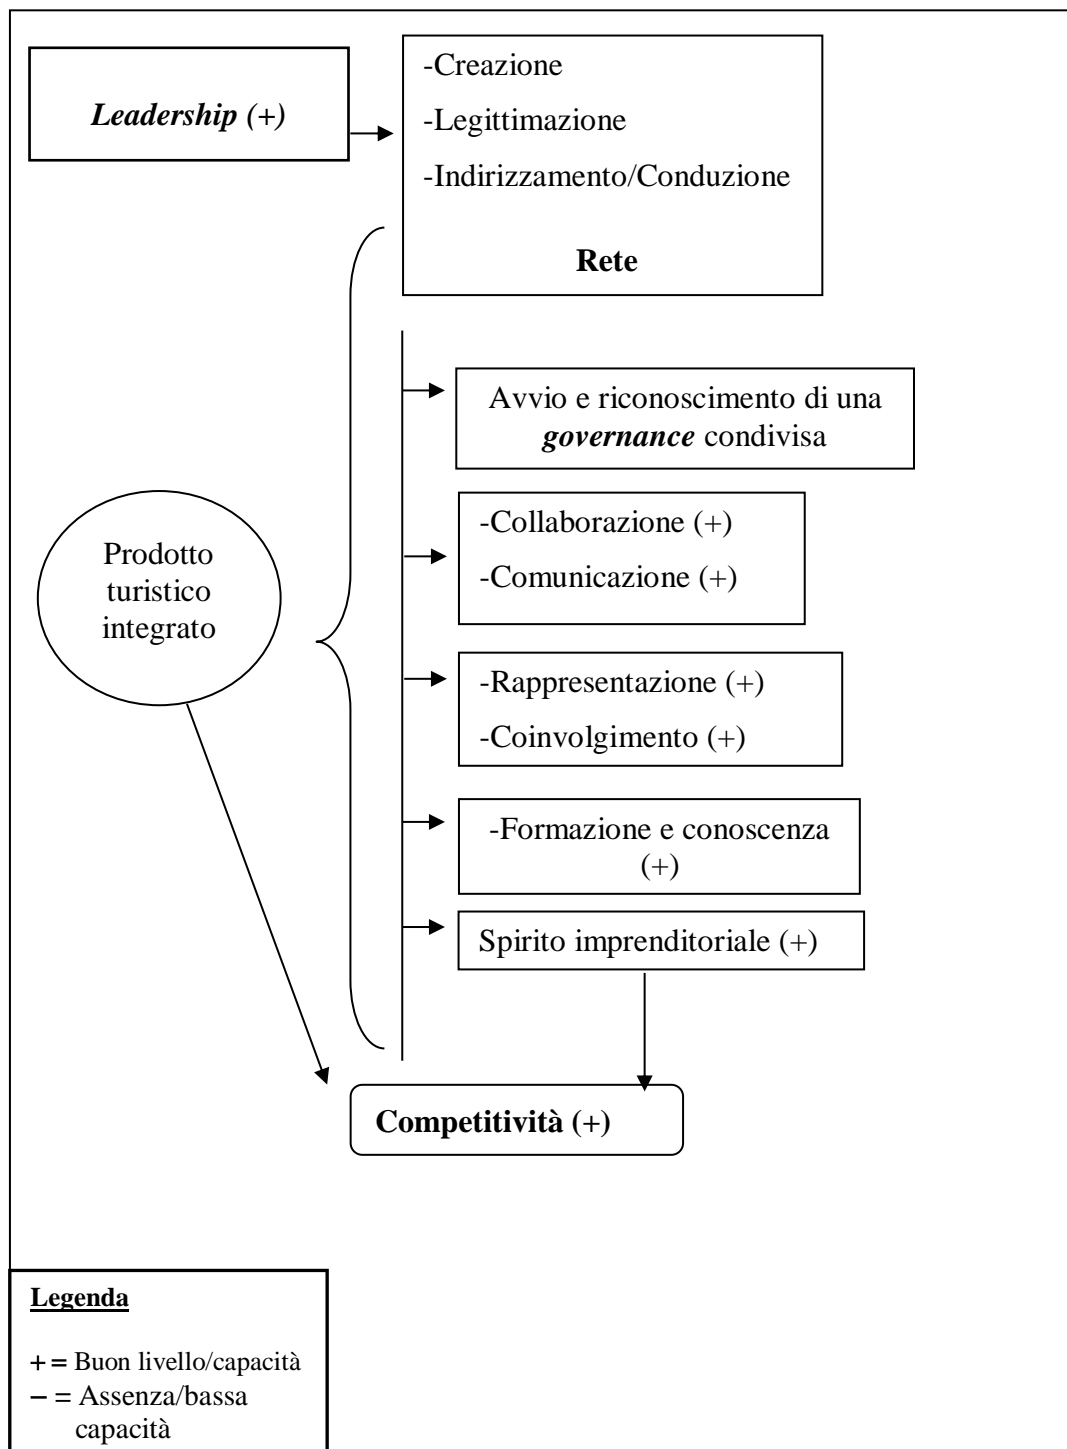 Leadership (+)
-Creazione
-Legittimazione
-Indirizzamento/Conduzione
Rete
Avvio e riconoscimento di una
governance condivisa
-Collaborazione (+)
-Comunicazione (+)
Prodotto
turistico
integrato
-Rappresentazione (+)
-Coinvolgimento (+)
-Formazione e conoscenza
(+)
Spirito imprenditoriale (+)
Competitività (+)
Legenda
+ = Buon livello/capacità
– = Assenza/bassa
capacità